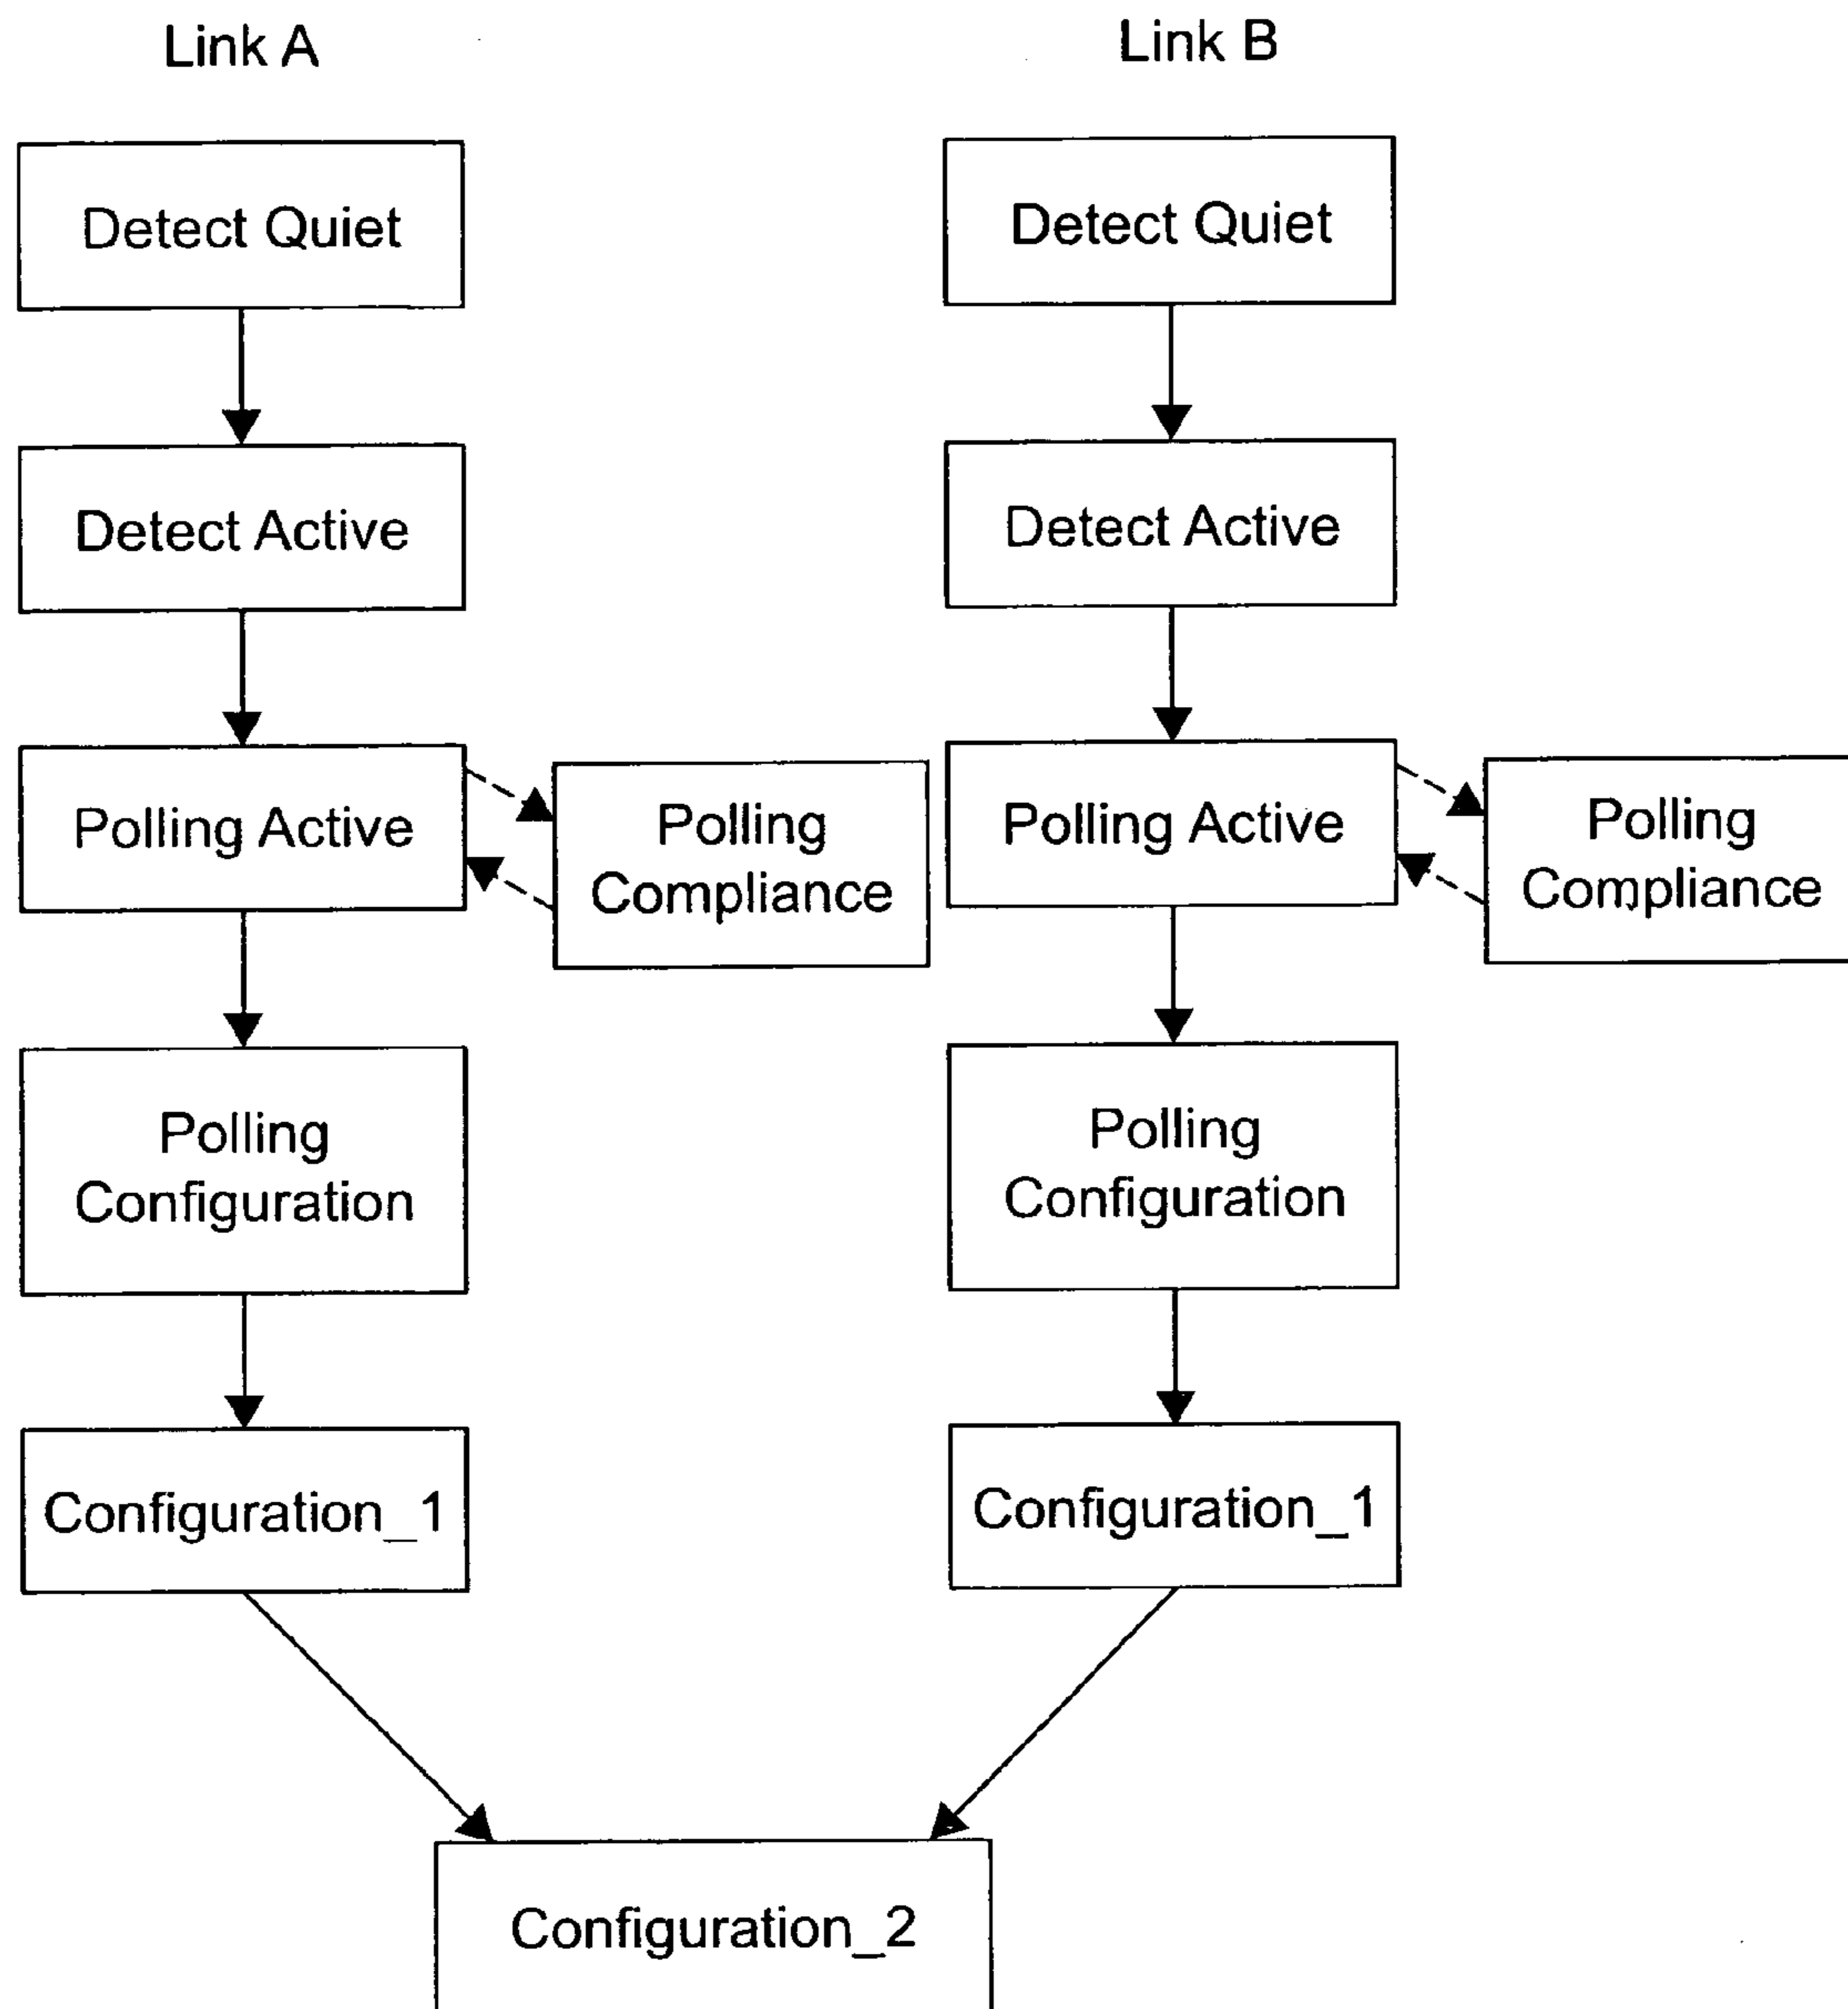 Link A
Detect Quiet
Detect Active
Polling Active
Polling
Compliance
Polling
Configuration
Configuration_1
Link B
Detect Quiet
Detect Active
Polling Active
Polling
Compliance
Polling
Configuration
Configuration_1
Configuration_2